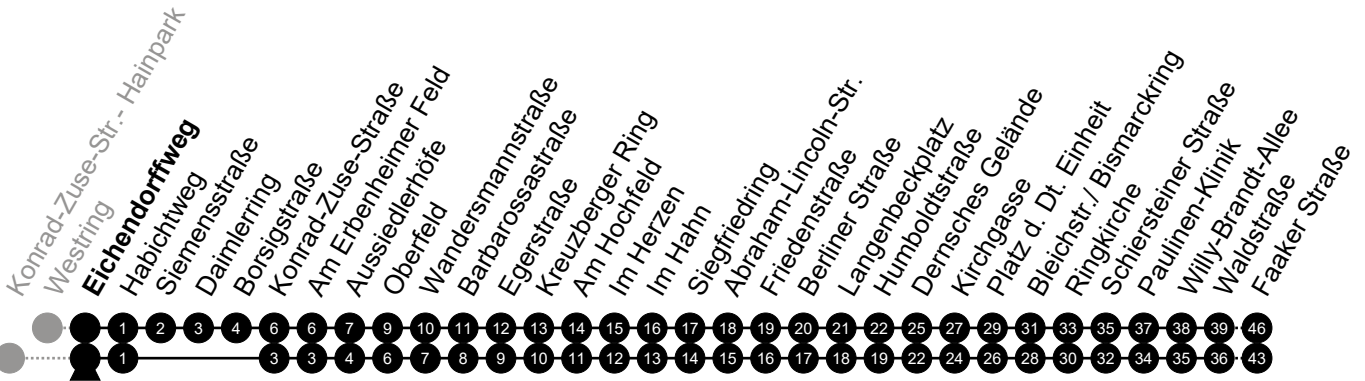 Konrad-Zuse-Str.- Hainpark
Westring
Eichendorffweg
Habichtweg
Siemensstraße
Daimlerring
Borsigstraße
Konrad-Zuse-Straße
Am Erbenheimer Feld
Aussiedlerhöfe
Oberfeld
Wandersmannstraße
Barbarossastraße
Egerstraße
Kreuzberger Ring
Am Hochfeld
Im Herzen
Im Hahn
Siegfriedring
Abraham-Lincoln-Str.
Friedenstraße
Berliner Straße
Langenbeckplatz
Humboldtstraße
Dernsches Gelände
Kirchgasse
Platz d. Dt. Einheit
Bleichstr./ Bismarckring
Ringkirche
Schiersteiner Straße
Paulinen-Klinik
Willy-Brandt-Allee
Waldstraße
Faaker Straße
1 2 3 4 6 6 7 9 10 11 12 13 14 15 16 17 18 19 20 21 22 25 27 29 31 33 35 37 38 39 46
1 3 3 4 6 7 8 9 10 11 12 13 14 15 16 17 18 19 22 24 26 28 30 32 34 35 36 43